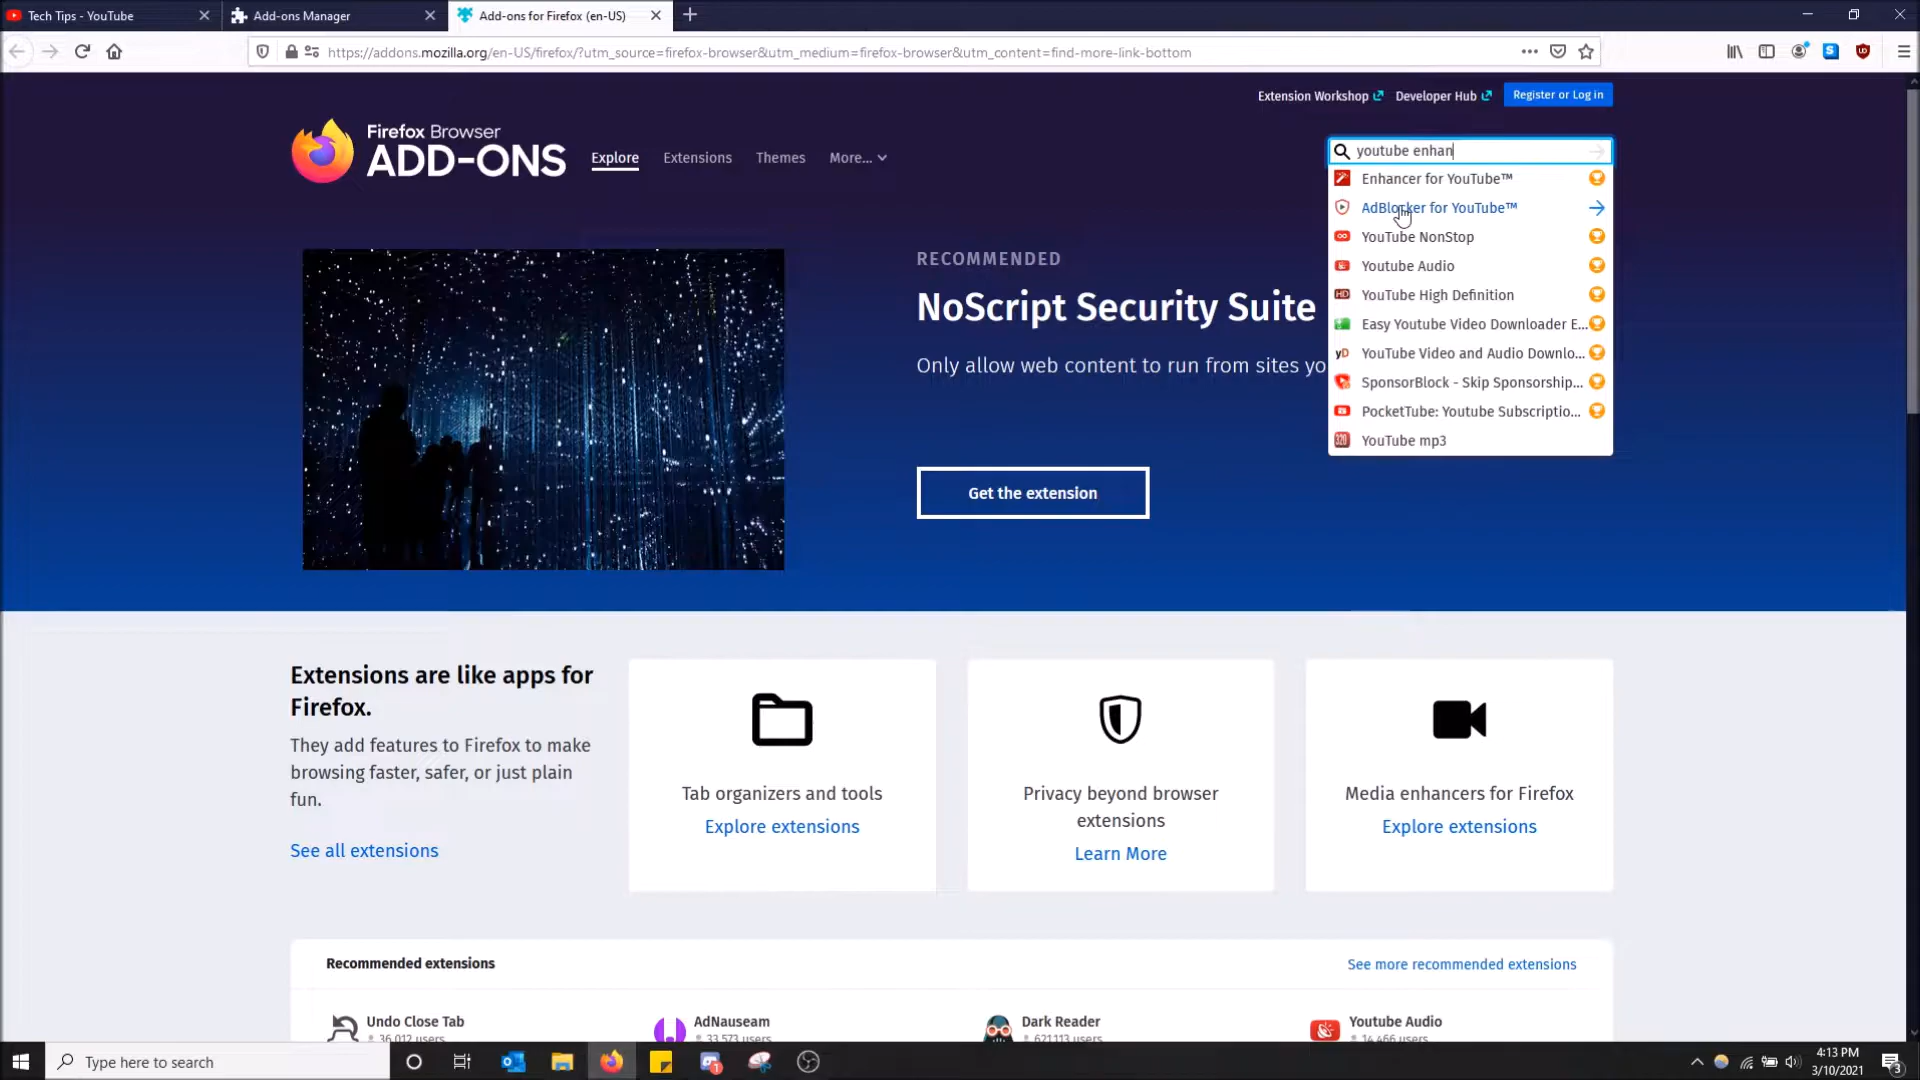 Tech Tips - YouTube
Add-ons Manager
Add-ons for Firefox (en-US)
https://addons.mozilla.org/en-US/firefox/?utm_source=firefox-browser&utm_medium=firefox-browser&utm_content=find-more-link-bottom
Extension Workshop
Developer Hub
Register or Log in
Firefox Browser
ADD-ONS
Explore
Extensions
Themes
More...
youtube enhan
Enhancer for YouTube™
AdBlocker for YouTube™
YouTube NonStop
Youtube Audio
YouTube High Definition
Easy Youtube Video Downloader E...
YouTube Video and Audio Downlo...
SponsorBlock - Skip Sponsorship...
PocketTube: Youtube Subscriptio...
YouTube mp3
RECOMMENDED
NoScript Security Suite
Only allow web content to run from sites yo
Get the extension
Extensions are like apps for
Firefox.
They add features to Firefox to make
browsing faster, safer, or just plain
fun.
See all extensions
Tab organizers and tools
Explore extensions
Privacy beyond browser
extensions
Learn More
Media enhancers for Firefox
Explore extensions
Recommended extensions
See more recommended extensions
Undo Close Tab
36,012 users
AdNauseam
33,573 users
Dark Reader
621,113 users
Youtube Audio
14,466 users
Type here to search
4:13 PM
3/10/2021